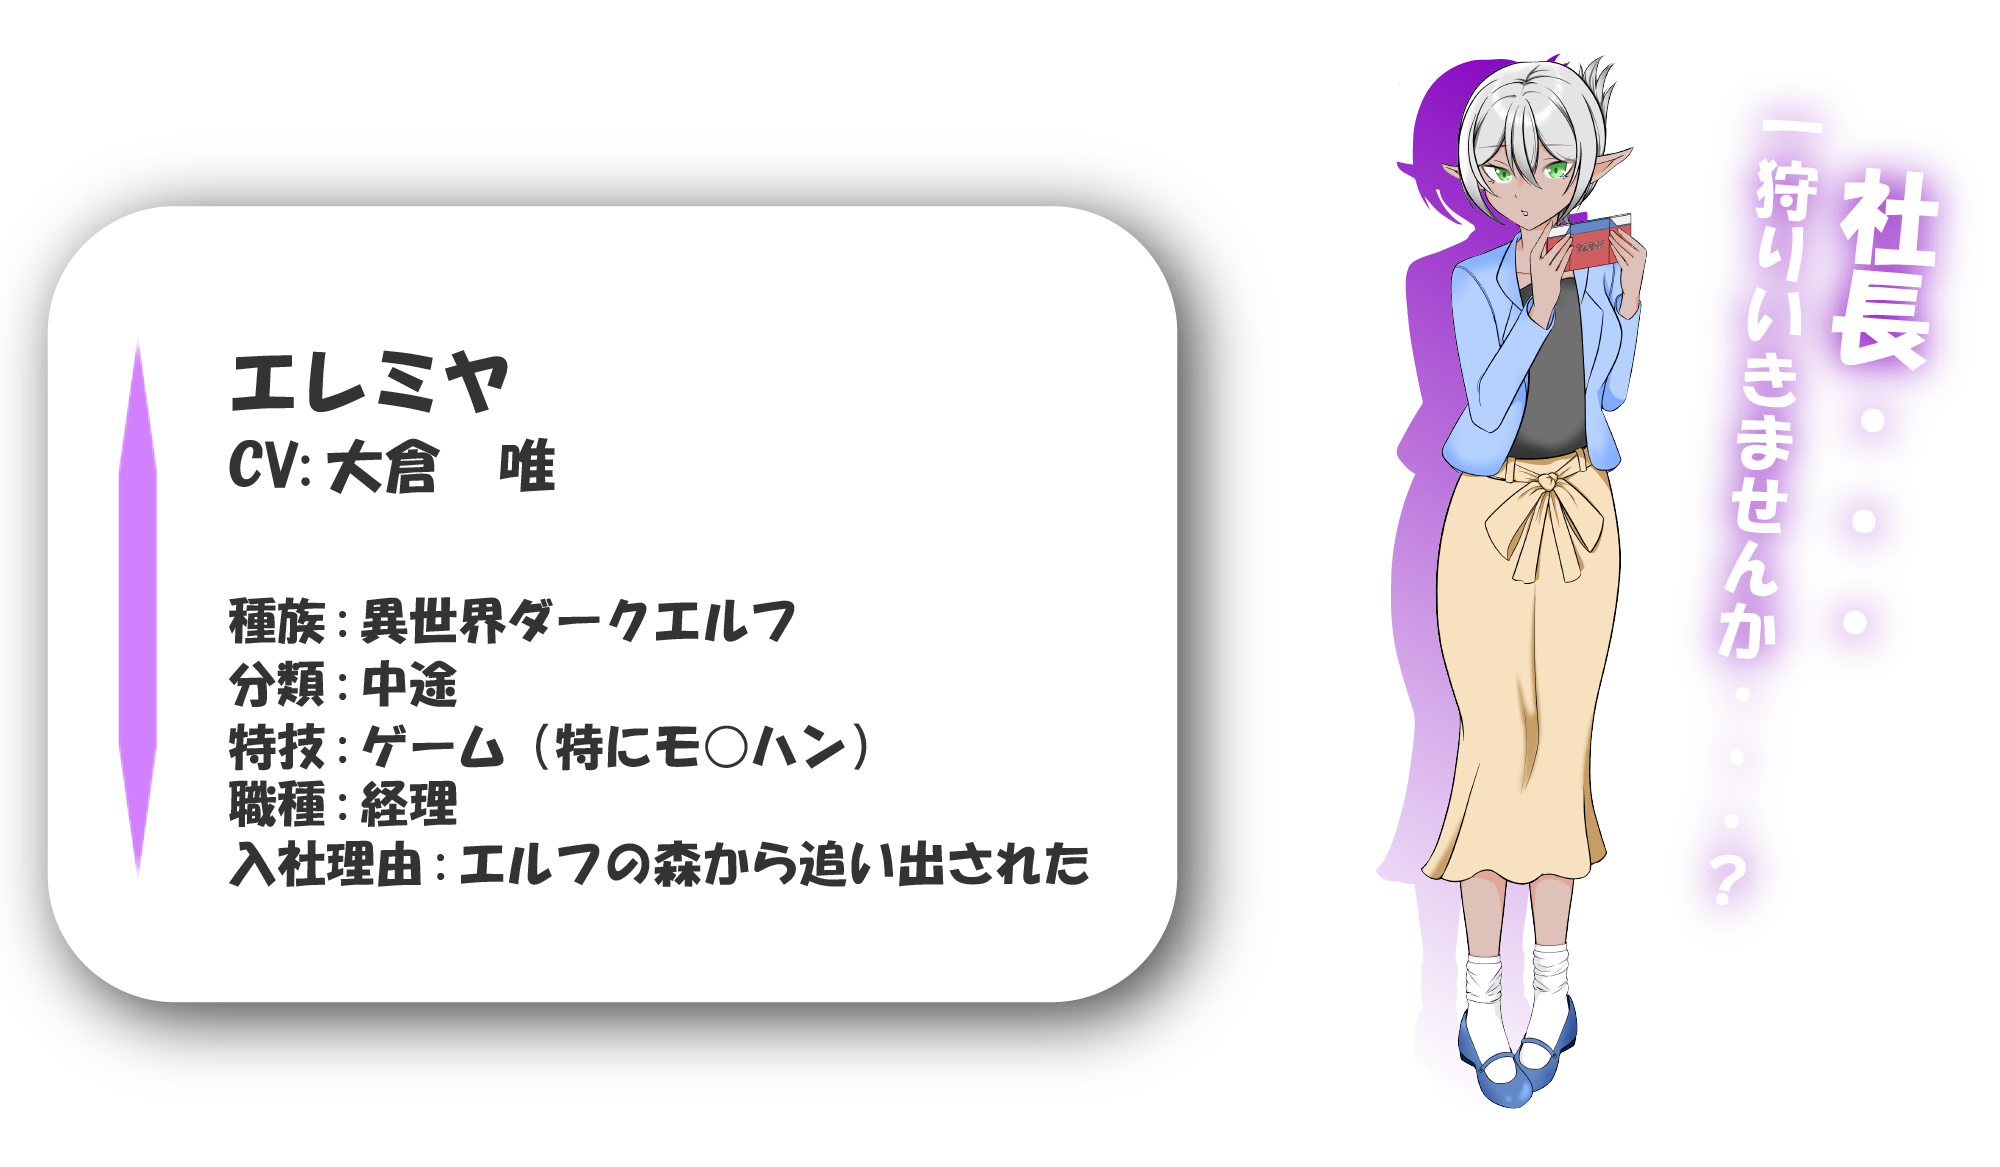 エレミヤ
CV:大倉　唯
種族:異世界ダークエルフ
分類:中途
特技:ゲーム（特にモ○ハン）
職種:経理
入社理由:エルフの森から追い出された
社長・・・
一狩りいきませんか・・・？